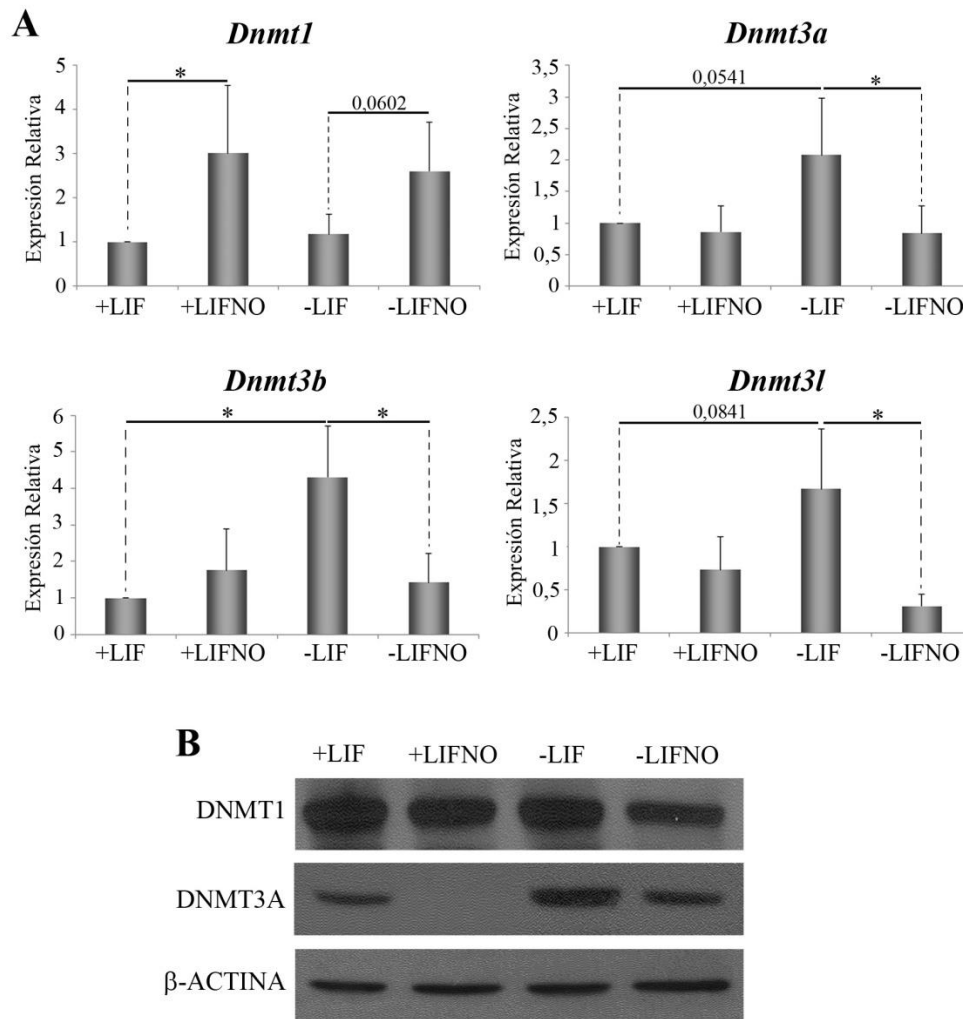 A
Dnmt1
Expresión Relativa
5
4
3
2
1
0
*
0,0602
+LIF +LIFNO -LIF -LIFNO
Dnmt3a
Expresión Relativa
3,5
3
2,5
2
1,5
1
0,5
0
0,0541
*
+LIF +LIFNO -LIF -LIFNO
Dnmt3b
Expresión Relativa
6
5
4
3
2
1
0
*
*
+LIF +LIFNO -LIF -LIFNO
Dnmt3l
Expresión Relativa
2,5
2
1,5
1
0,5
0
0,0841
*
+LIF +LIFNO -LIF -LIFNO
B
+LIF +LIFNO -LIF -LIFNO
DNMT1
DNMT3A
β-ACTINA